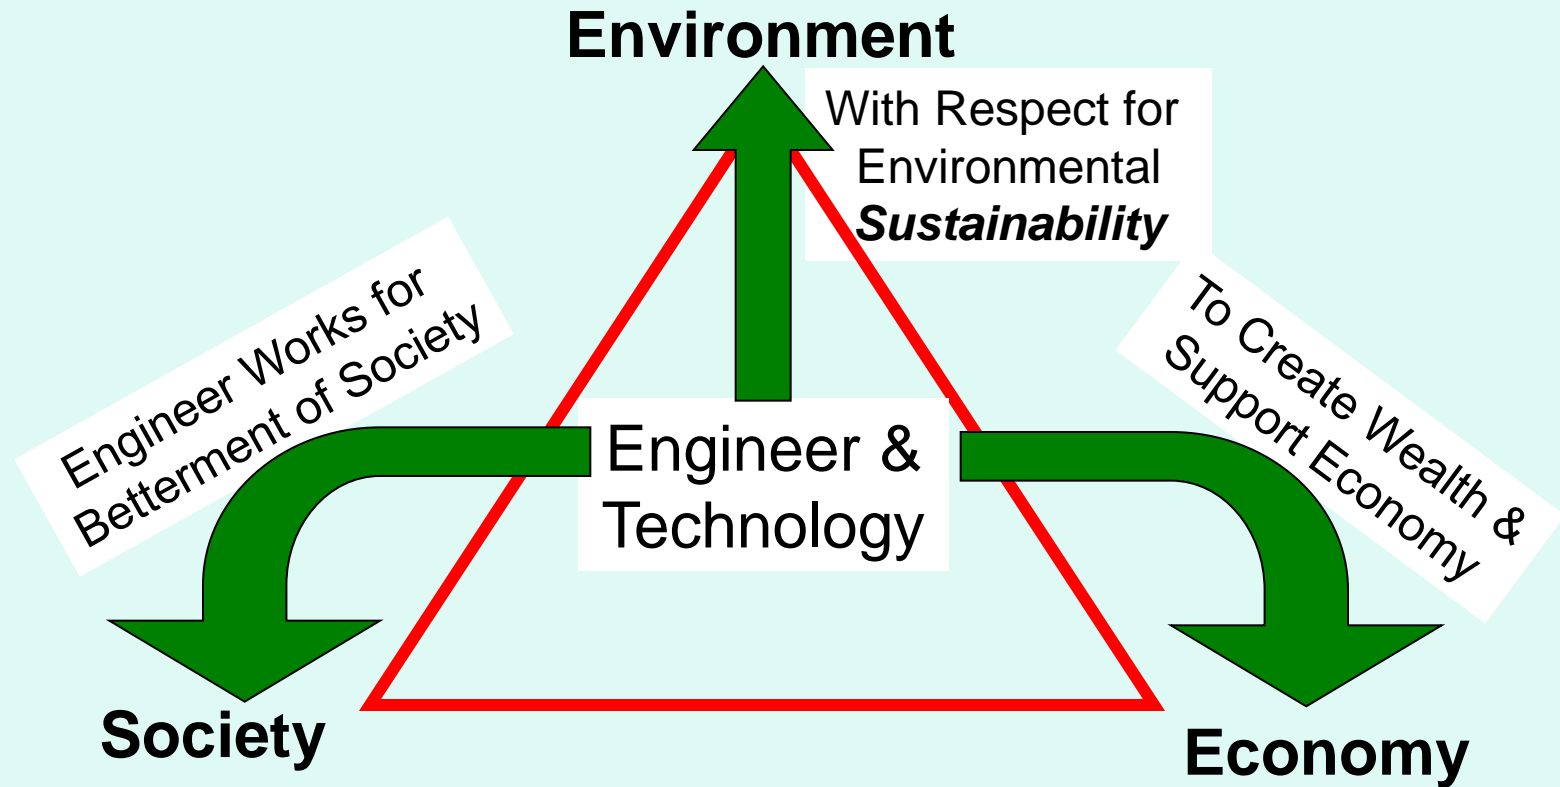 Environment
With Respect for
Environmental
Sustainability
Engineer Works for
Betterment of Society
To Create Wealth &
Support Economy
Engineer &
Technology
Society
Economy